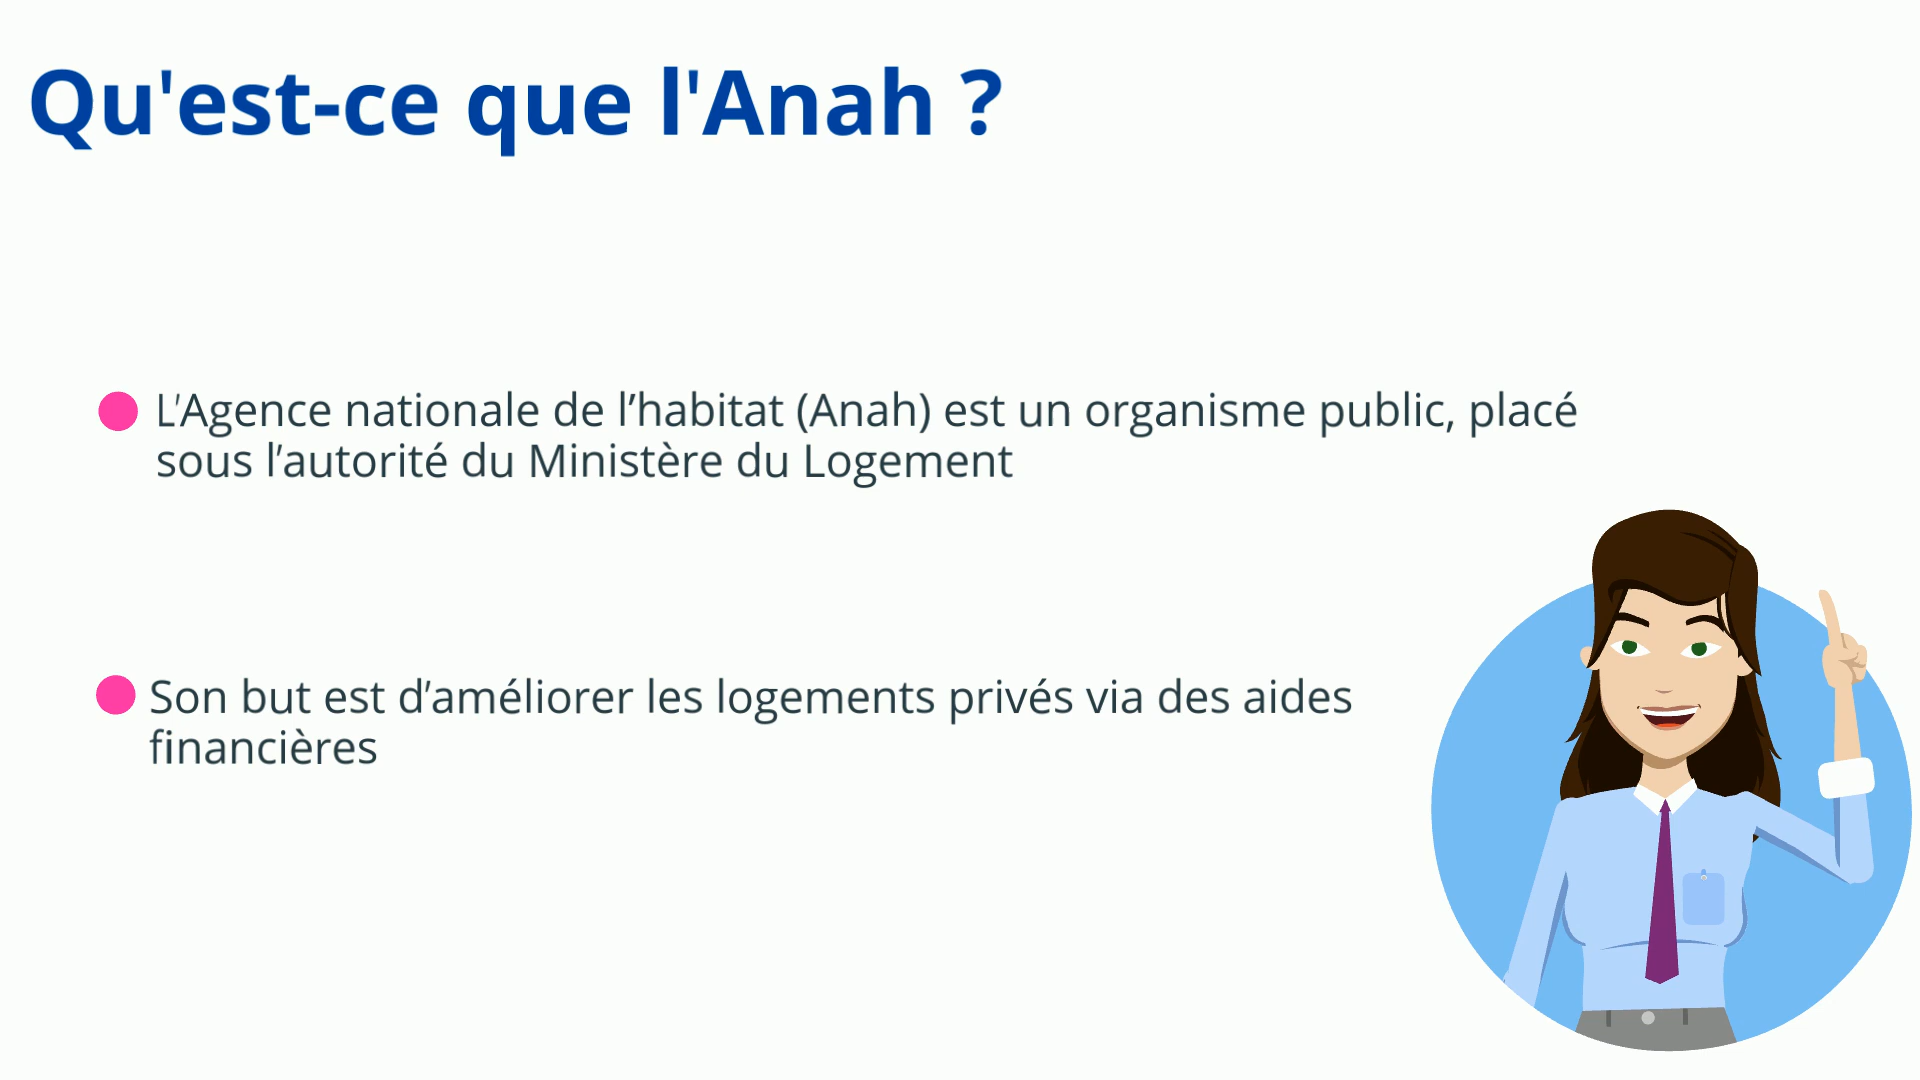 Qu'est-ce que l'Anah ?
L’Agence nationale de l’habitat (Anah) est un organisme public, placé
sous l’autorité du Ministère du Logement
Son but est d’améliorer les logements privés via des aides
financières